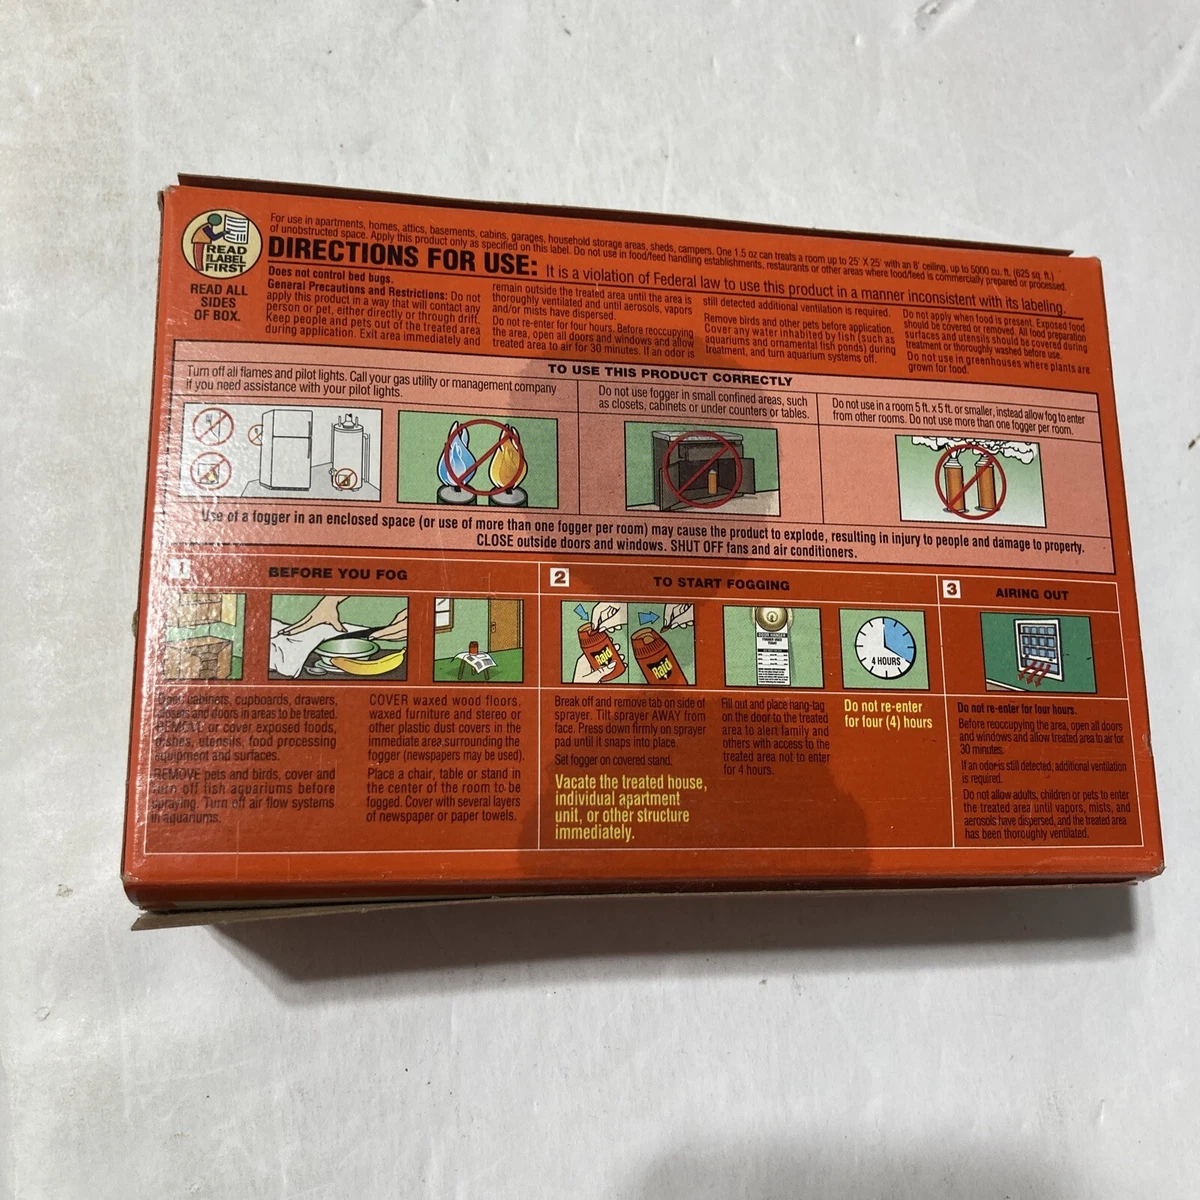 READ
THE LABEL
FIRST
READ ALL
SIDES
OF BOX.
For use in apartments, homes, attics, basements, cabins, garages, household storage areas, sheds, campers. One 1.5 oz can treats a room up to 25' X 25' with an 8' ceiling, up to 5000 cu. ft. (625 sq. ft.)
of unobstructed space. Apply this product only as specified on this label. Do not use in food/feed handling establishments, restaurants or other areas where food/feed is commercially prepared or processed.
DIRECTIONS FOR USE: It is a violation of Federal law to use this product in a manner inconsistent with its labeling.
Does not control bed bugs.
General Precautions and Restrictions: Do not
apply this product in a way that will contact any
person or pet, either directly or through drift.
Keep people and pets out of the treated area
during application. Exit area immediately and
remain outside the treated area until the area is
thoroughly ventilated and until aerosols, vapors
and/or mists have dispersed.
Do not re-enter for four hours. Before reoccupying
the area, open all doors and windows and allow
treated area to air for 30 minutes. If an odor is
still detected additional ventilation is required.
Remove birds and other pets before application.
Cover any water inhabited by fish (such as
aquariums and ornamental fish ponds) during
treatment, and turn aquarium systems off.
Do not apply when food is present. Exposed food
should be covered or removed. All food preparation
surfaces and utensils should be covered during
treatment or thoroughly washed before use.
Do not use in greenhouses where plants are
grown for food.
TO USE THIS PRODUCT CORRECTLY
Turn off all flames and pilot lights. Call your gas utility or management company
if you need assistance with your pilot lights.
Do not use fogger in small confined areas, such
as closets, cabinets or under counters or tables.
Do not use in a room 5 ft. x 5 ft. or smaller, instead allow fog to enter
from other rooms. Do not use more than one fogger per room.
Use of a fogger in an enclosed space (or use of more than one fogger per room) may cause the product to explode, resulting in injury to people and damage to property.
CLOSE outside doors and windows. SHUT OFF fans and air conditioners.
1 BEFORE YOU FOG
Open cabinets, cupboards, drawers,
closets and doors in areas to be treated.
REMOVE or cover exposed foods,
dishes, utensils, food processing
equipment and surfaces.
REMOVE pets and birds, cover and
turn off fish aquariums before
spraying. Turn off air flow systems
in aquariums.
COVER waxed wood floors,
waxed furniture and stereo or
other plastic dust covers in the
immediate area surrounding the
fogger (newspapers may be used).
Place a chair, table or stand in
the center of the room to be
fogged. Cover with several layers
of newspaper or paper towels.
2 TO START FOGGING
Raid
Raid
DOOR HANGER
4 HOURS
Break off and remove tab on side of
sprayer. Tilt sprayer AWAY from
face. Press down firmly on sprayer
pad until it snaps into place.
Set fogger on covered stand.
Vacate the treated house,
individual apartment
unit, or other structure
immediately.
Fill out and place hang-tag
on the door to the treated
area to alert family and
others with access to the
treated area not to enter
for 4 hours.
Do not re-enter
for four (4) hours
3 AIRING OUT
Do not re-enter for four hours.
Before reoccupying the area, open all doors
and windows and allow treated area to air for
30 minutes.
If an odor is still detected, additional ventilation
is required.
Do not allow adults, children or pets to enter
the treated area until vapors, mists, and
aerosols have dispersed, and the treated area
has been thoroughly ventilated.